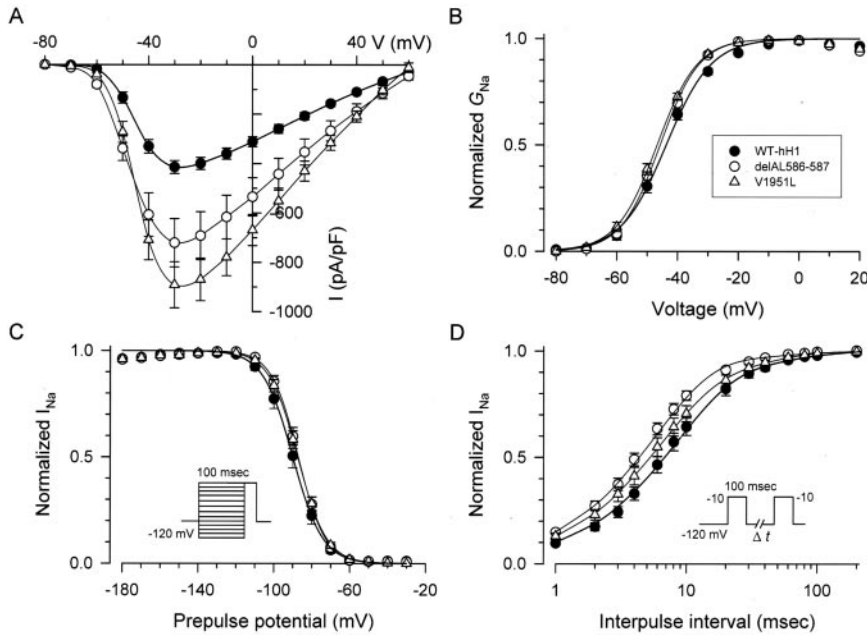 A
-80
-40
0
40
V (mV)
-600
-800
-1000
I (pA/pF)
B
1.0
0.5
0.0
Normalized GNa
-80
-60
-40
-20
0
20
Voltage (mV)
WT-hH1
delAL586-587
V1951L
C
1.0
0.5
0.0
Normalized INa
100 msec
-120 mV
-180
-140
-100
-60
-20
Prepulse potential (mV)
D
1.0
0.5
0.0
Normalized INa
100 msec
-10
-10
-120 mV
Δ t
1
10
100
Interpulse interval (msec)